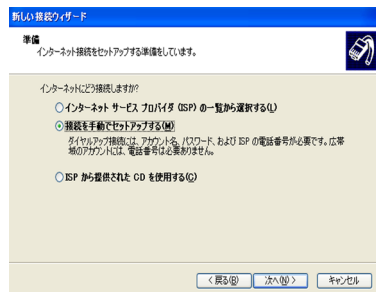 新しい接続ウィザード
準備
インターネット接続をセットアップする準備をしています。
インターネットにどう接続しますか?
インターネット サービス プロバイダ (ISP) の一覧から選択する(L)
接続を手動でセットアップする(M)
ダイヤルアップ接続には、アカウント名、パスワード、および ISP の電話番号が必要です。広帯
域のアカウントには、電話番号は必要ありません。
ISP から提供された CD を使用する(C)
< 戻る(B)
次へ(N) >
キャンセル